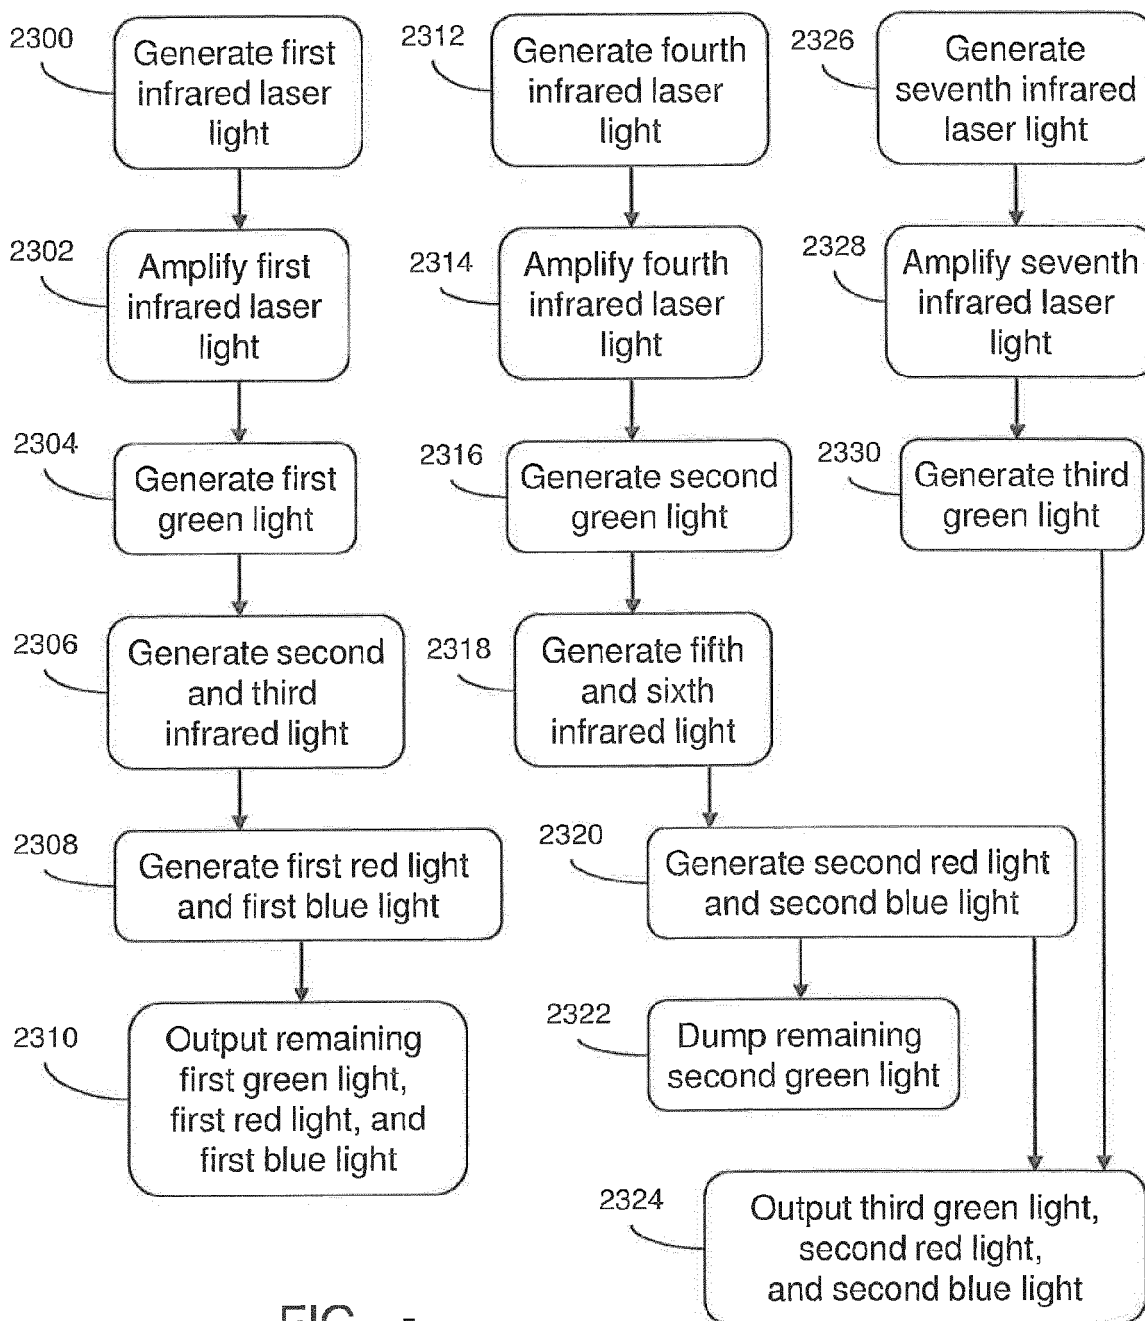 2300
Generate first
infrared laser
light
2302
Amplify first
infrared laser
light
2304
Generate first
green light
2306
Generate second
and third
infrared light
2308
Generate first red light
and first blue light
2310
Output remaining
first green light,
first red light, and
first blue light
2312
Generate fourth
infrared laser
light
2314
Amplify fourth
infrared laser
light
2316
Generate second
green light
2318
Generate fifth
and sixth
infrared light
2320
Generate second red light
and second blue light
2322
Dump remaining
second green light
2326
Generate
seventh infrared
laser light
2328
Amplify seventh
infrared laser
light
2330
Generate third
green light
2324
Output third green light,
second red light,
and second blue light
FIG